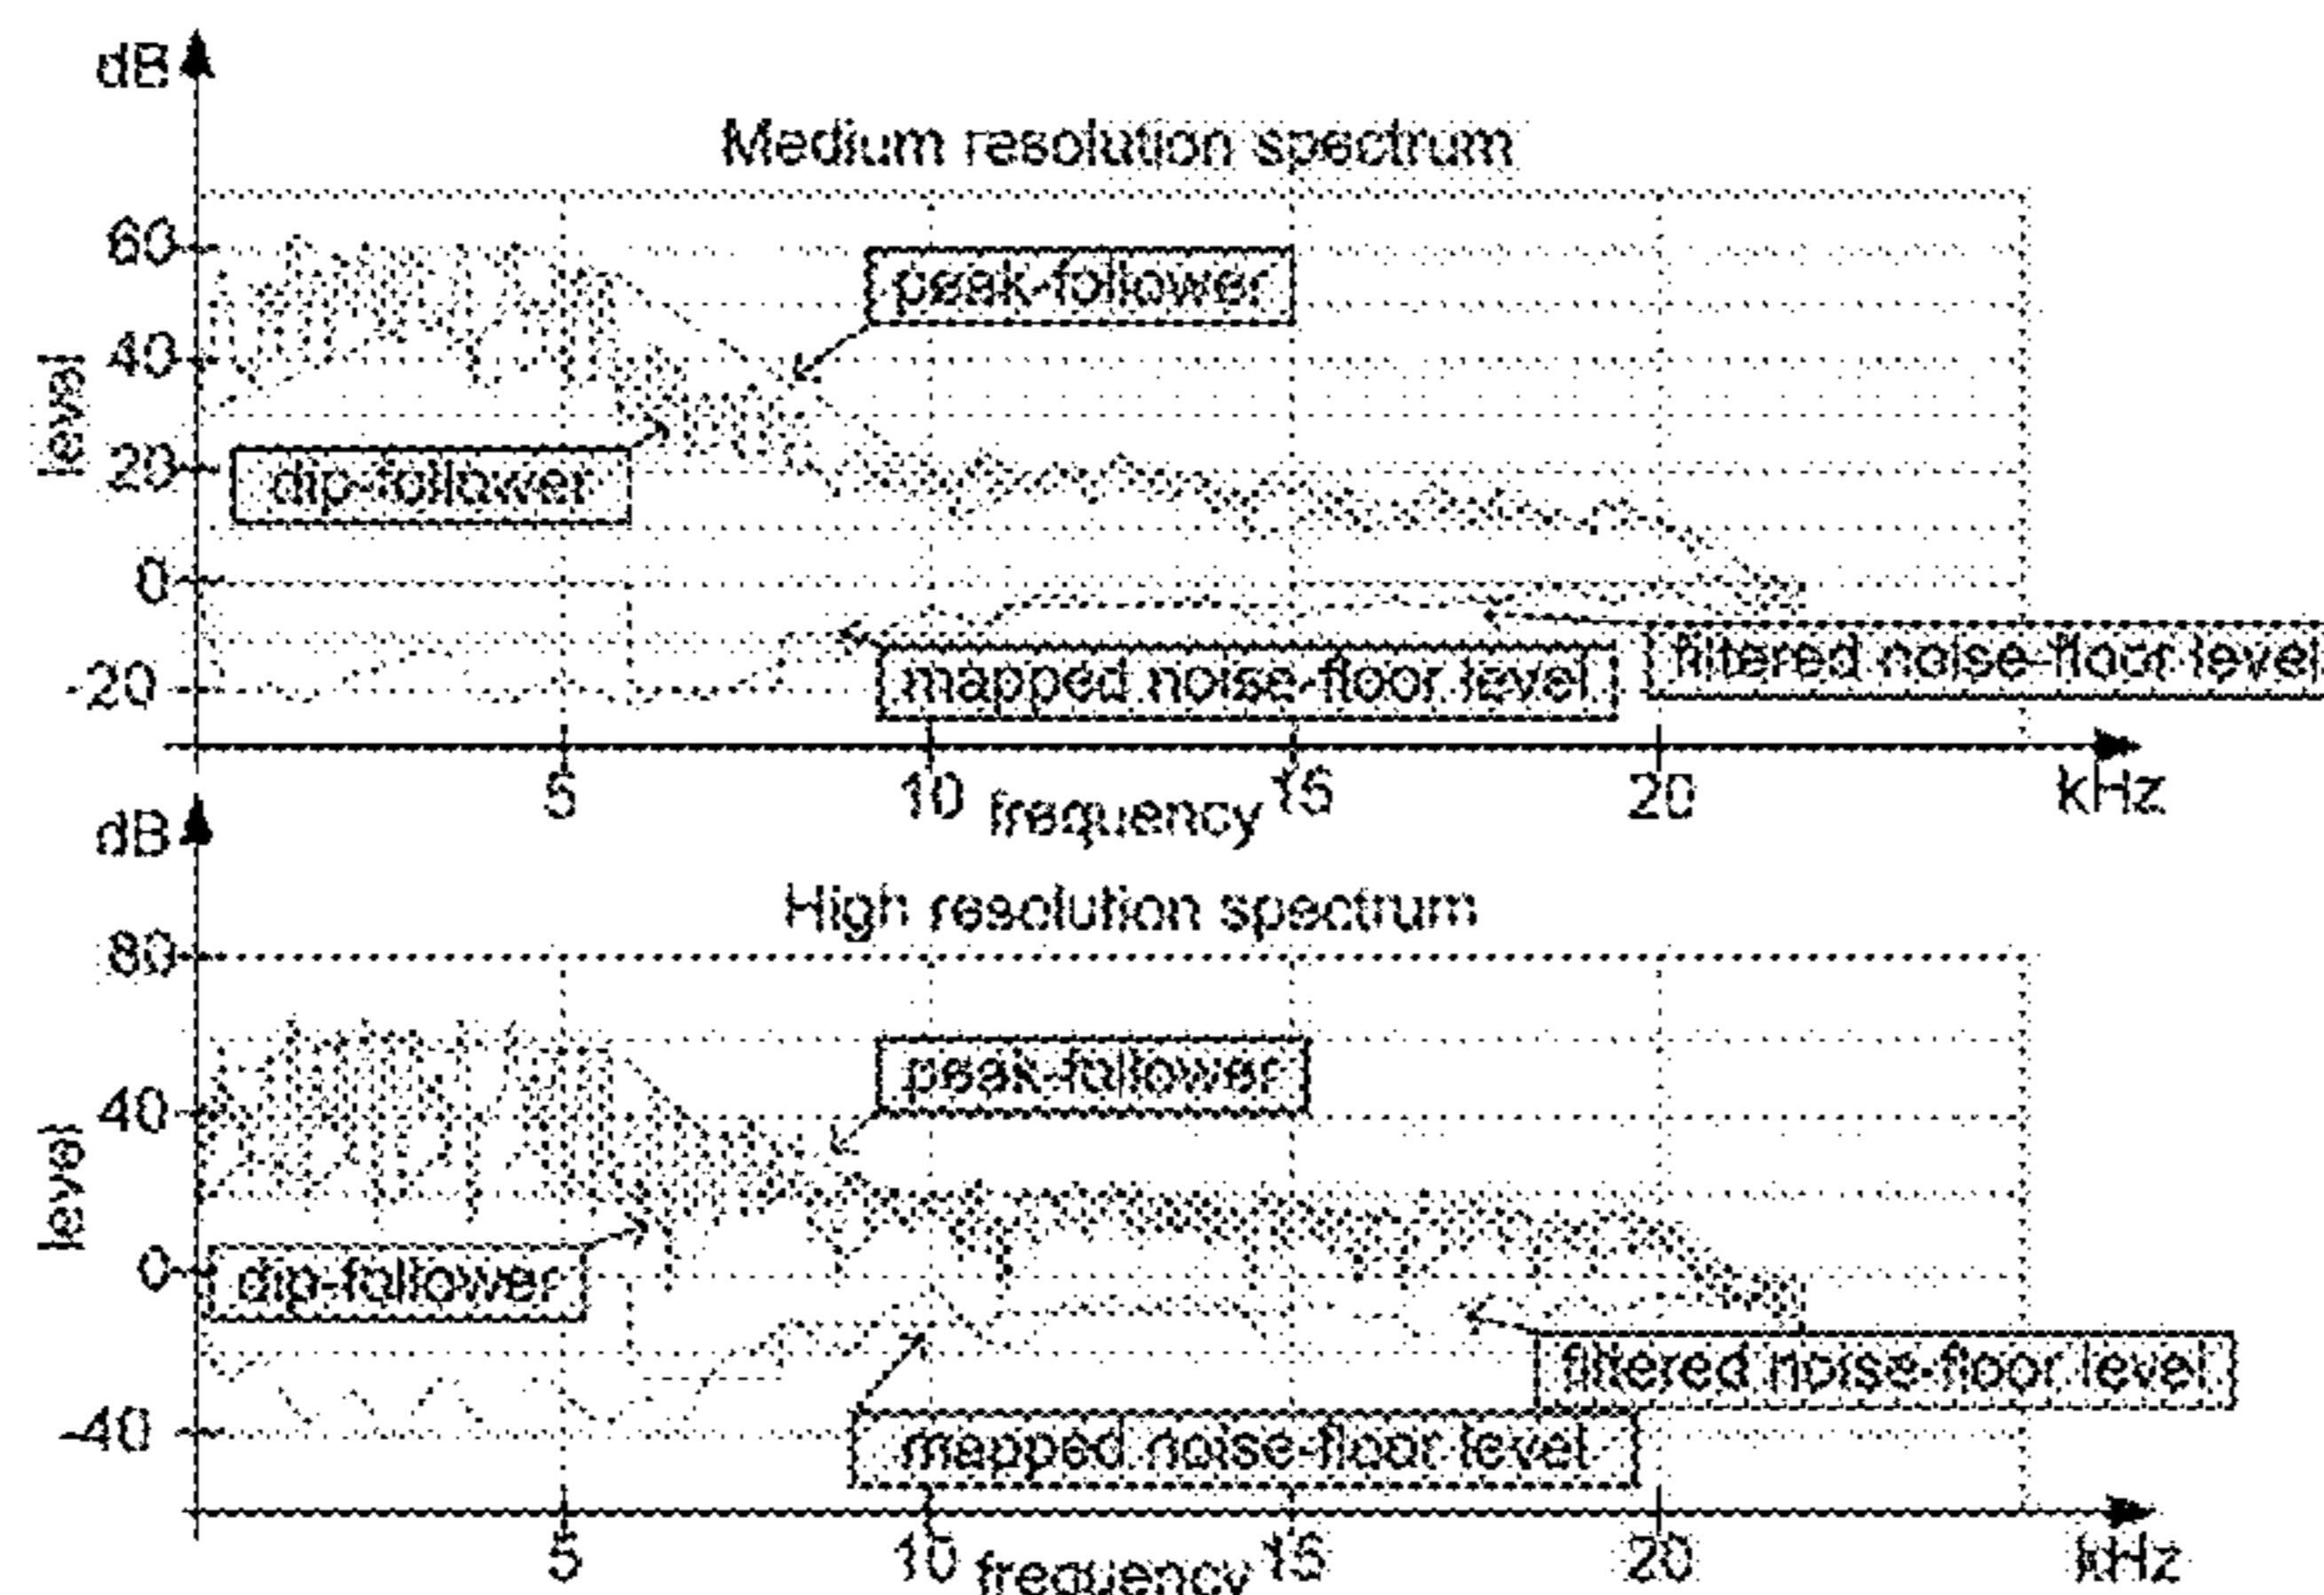 dB
Medium resolution spectrum
60
peak-follower
40
level
20
dip-follower
0
filtered noise-floor level
mapped noise-floor level
-20
5
10
frequency
15
20
kHz
dB
High resolution spectrum
80
peak-follower
40
level
0
dip-follower
filtered noise-floor level
-40
mapped noise-floor level
5
10
frequency
15
20
kHz